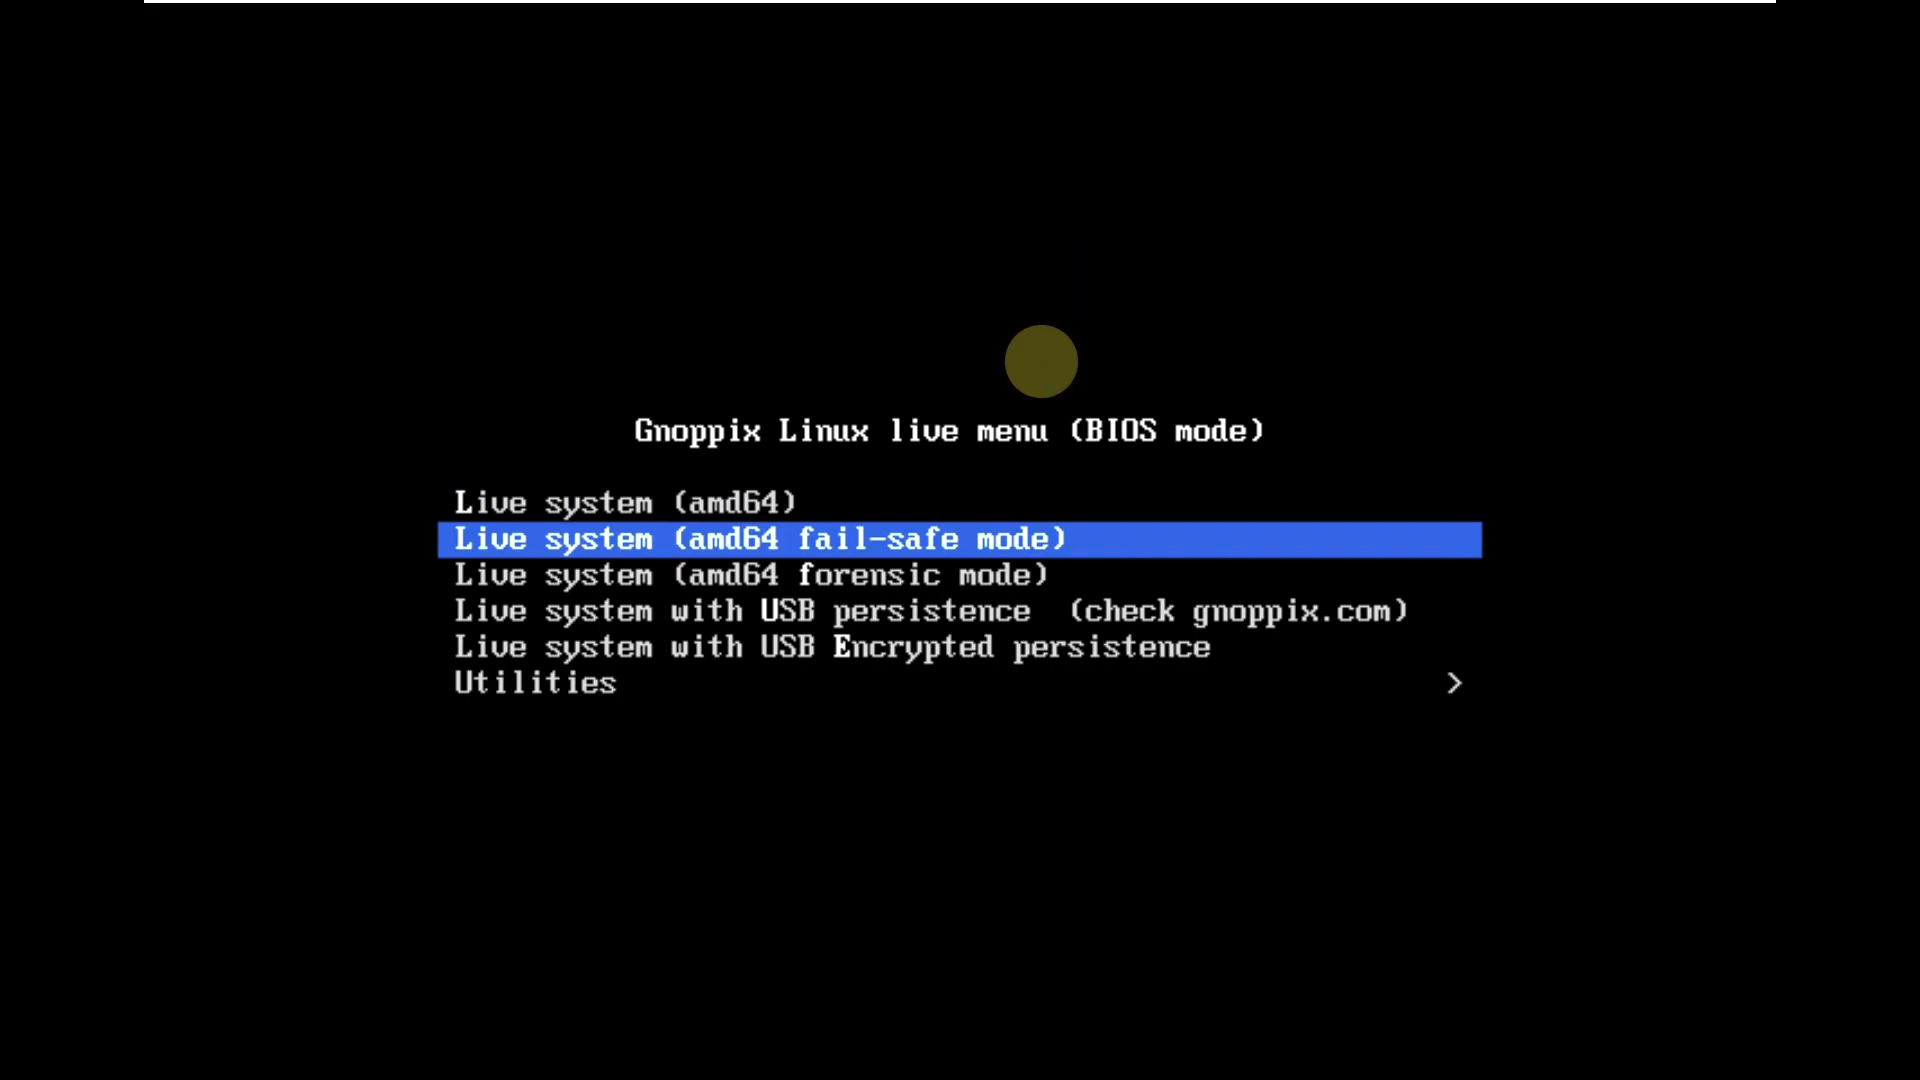 Gnoppix Linux live menu (BIOS mode)
Live system (amd64)
Live system (amd64 fail-safe mode)
Live system (amd64 forensic mode)
Live system with USB persistence  (check gnoppix.com)
Live system with USB Encrypted persistence
Utilities >